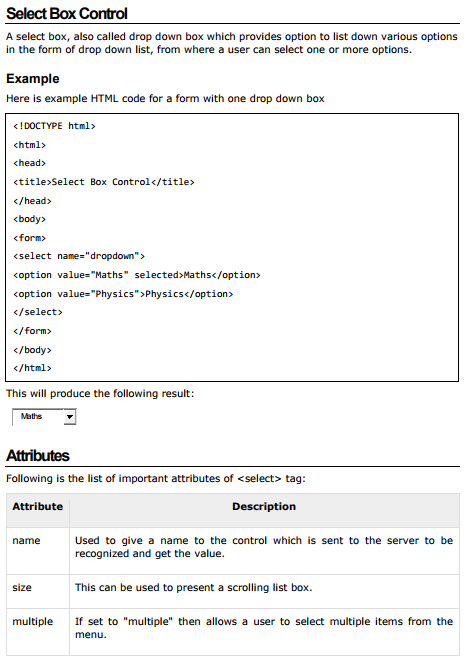 Select Box Control
A select box, also called drop down box which provides option to list down various options
in the form of drop down list, from where a user can select one or more options.
Example
Here is example HTML code for a form with one drop down box
<!DOCTYPE html>
<html>
<head>
<title>Select Box Control</title>
</head>
<body>
<form>
<select name="dropdown">
<option value="Maths" selected>Maths</option>
<option value="Physics">Physics</option>
</select>
</form>
</body>
</html>
This will produce the following result:
Maths
Attributes
Following is the list of important attributes of <select> tag:
Attribute Description
name Used to give a name to the control which is sent to the server to be
recognized and get the value.
size This can be used to present a scrolling list box.
multiple If set to "multiple" then allows a user to select multiple items from the
menu.